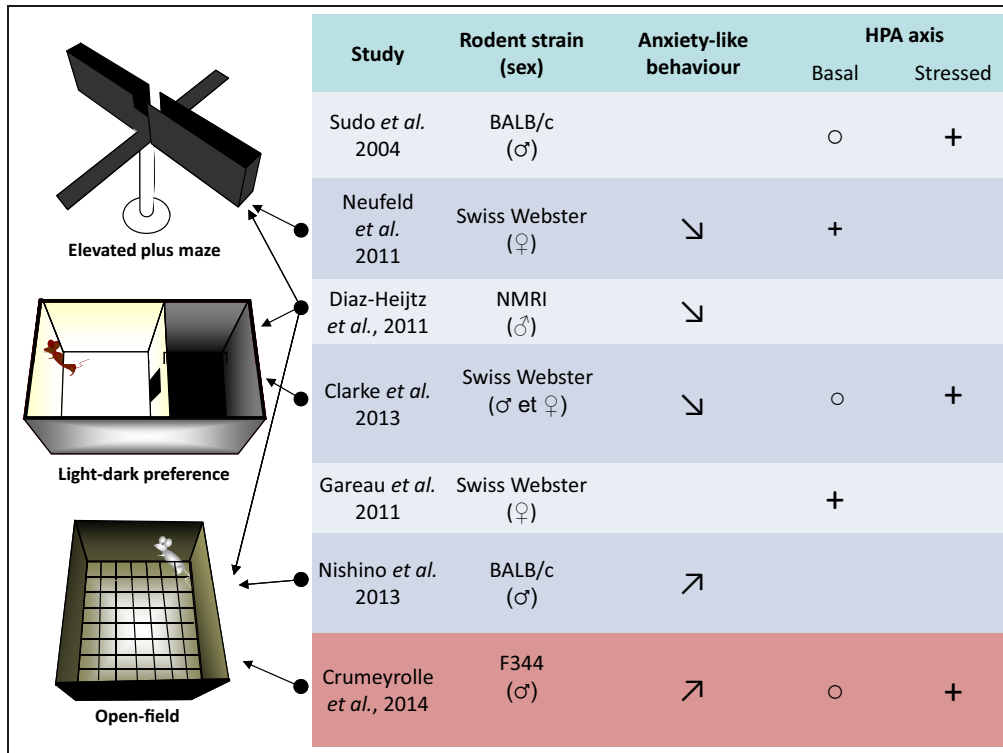 Study
Rodent strain
(sex)
Anxiety-like
behaviour
HPA axis
Basal
Stressed
Sudo et al.
2004
BALB/c
(♂)
○
+
Neufeld
et al.
2011
Swiss Webster
(♀)
↘
+
Diaz-Heijtz
et al., 2011
NMRI
(♂)
↘
Clarke et al.
2013
Swiss Webster
(♂ et ♀)
↘
○
+
Gareau et al.
2011
Swiss Webster
(♀)
+
Nishino et al.
2013
BALB/c
(♂)
↗
Crumeyrolle
et al., 2014
F344
(♂)
↗
○
+
Elevated plus maze
Light-dark preference
Open-field